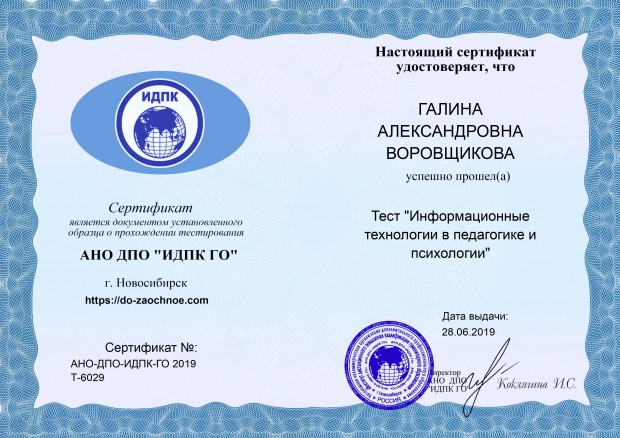 ИДПК
Сертификат
является документом установленного
образца о прохождении тестирования
АНО ДПО "ИДПК ГО"
г. Новосибирск
https://do-zaochnoe.com
Сертификат №:
АНО-ДПО-ИДПК-ГО 2019
Т-6029
Настоящий сертификат
удостоверяет, что
ГАЛИНА
АЛЕКСАНДРОВНА
ВОРОВЩИКОВА
успешно прошел(а)
Тест "Информационные
технологии в педагогике и
психологии"
Дата выдачи:
28.06.2019
РОССИЯ
директор
АНО ДПО
ИДПК ГО
И.С.